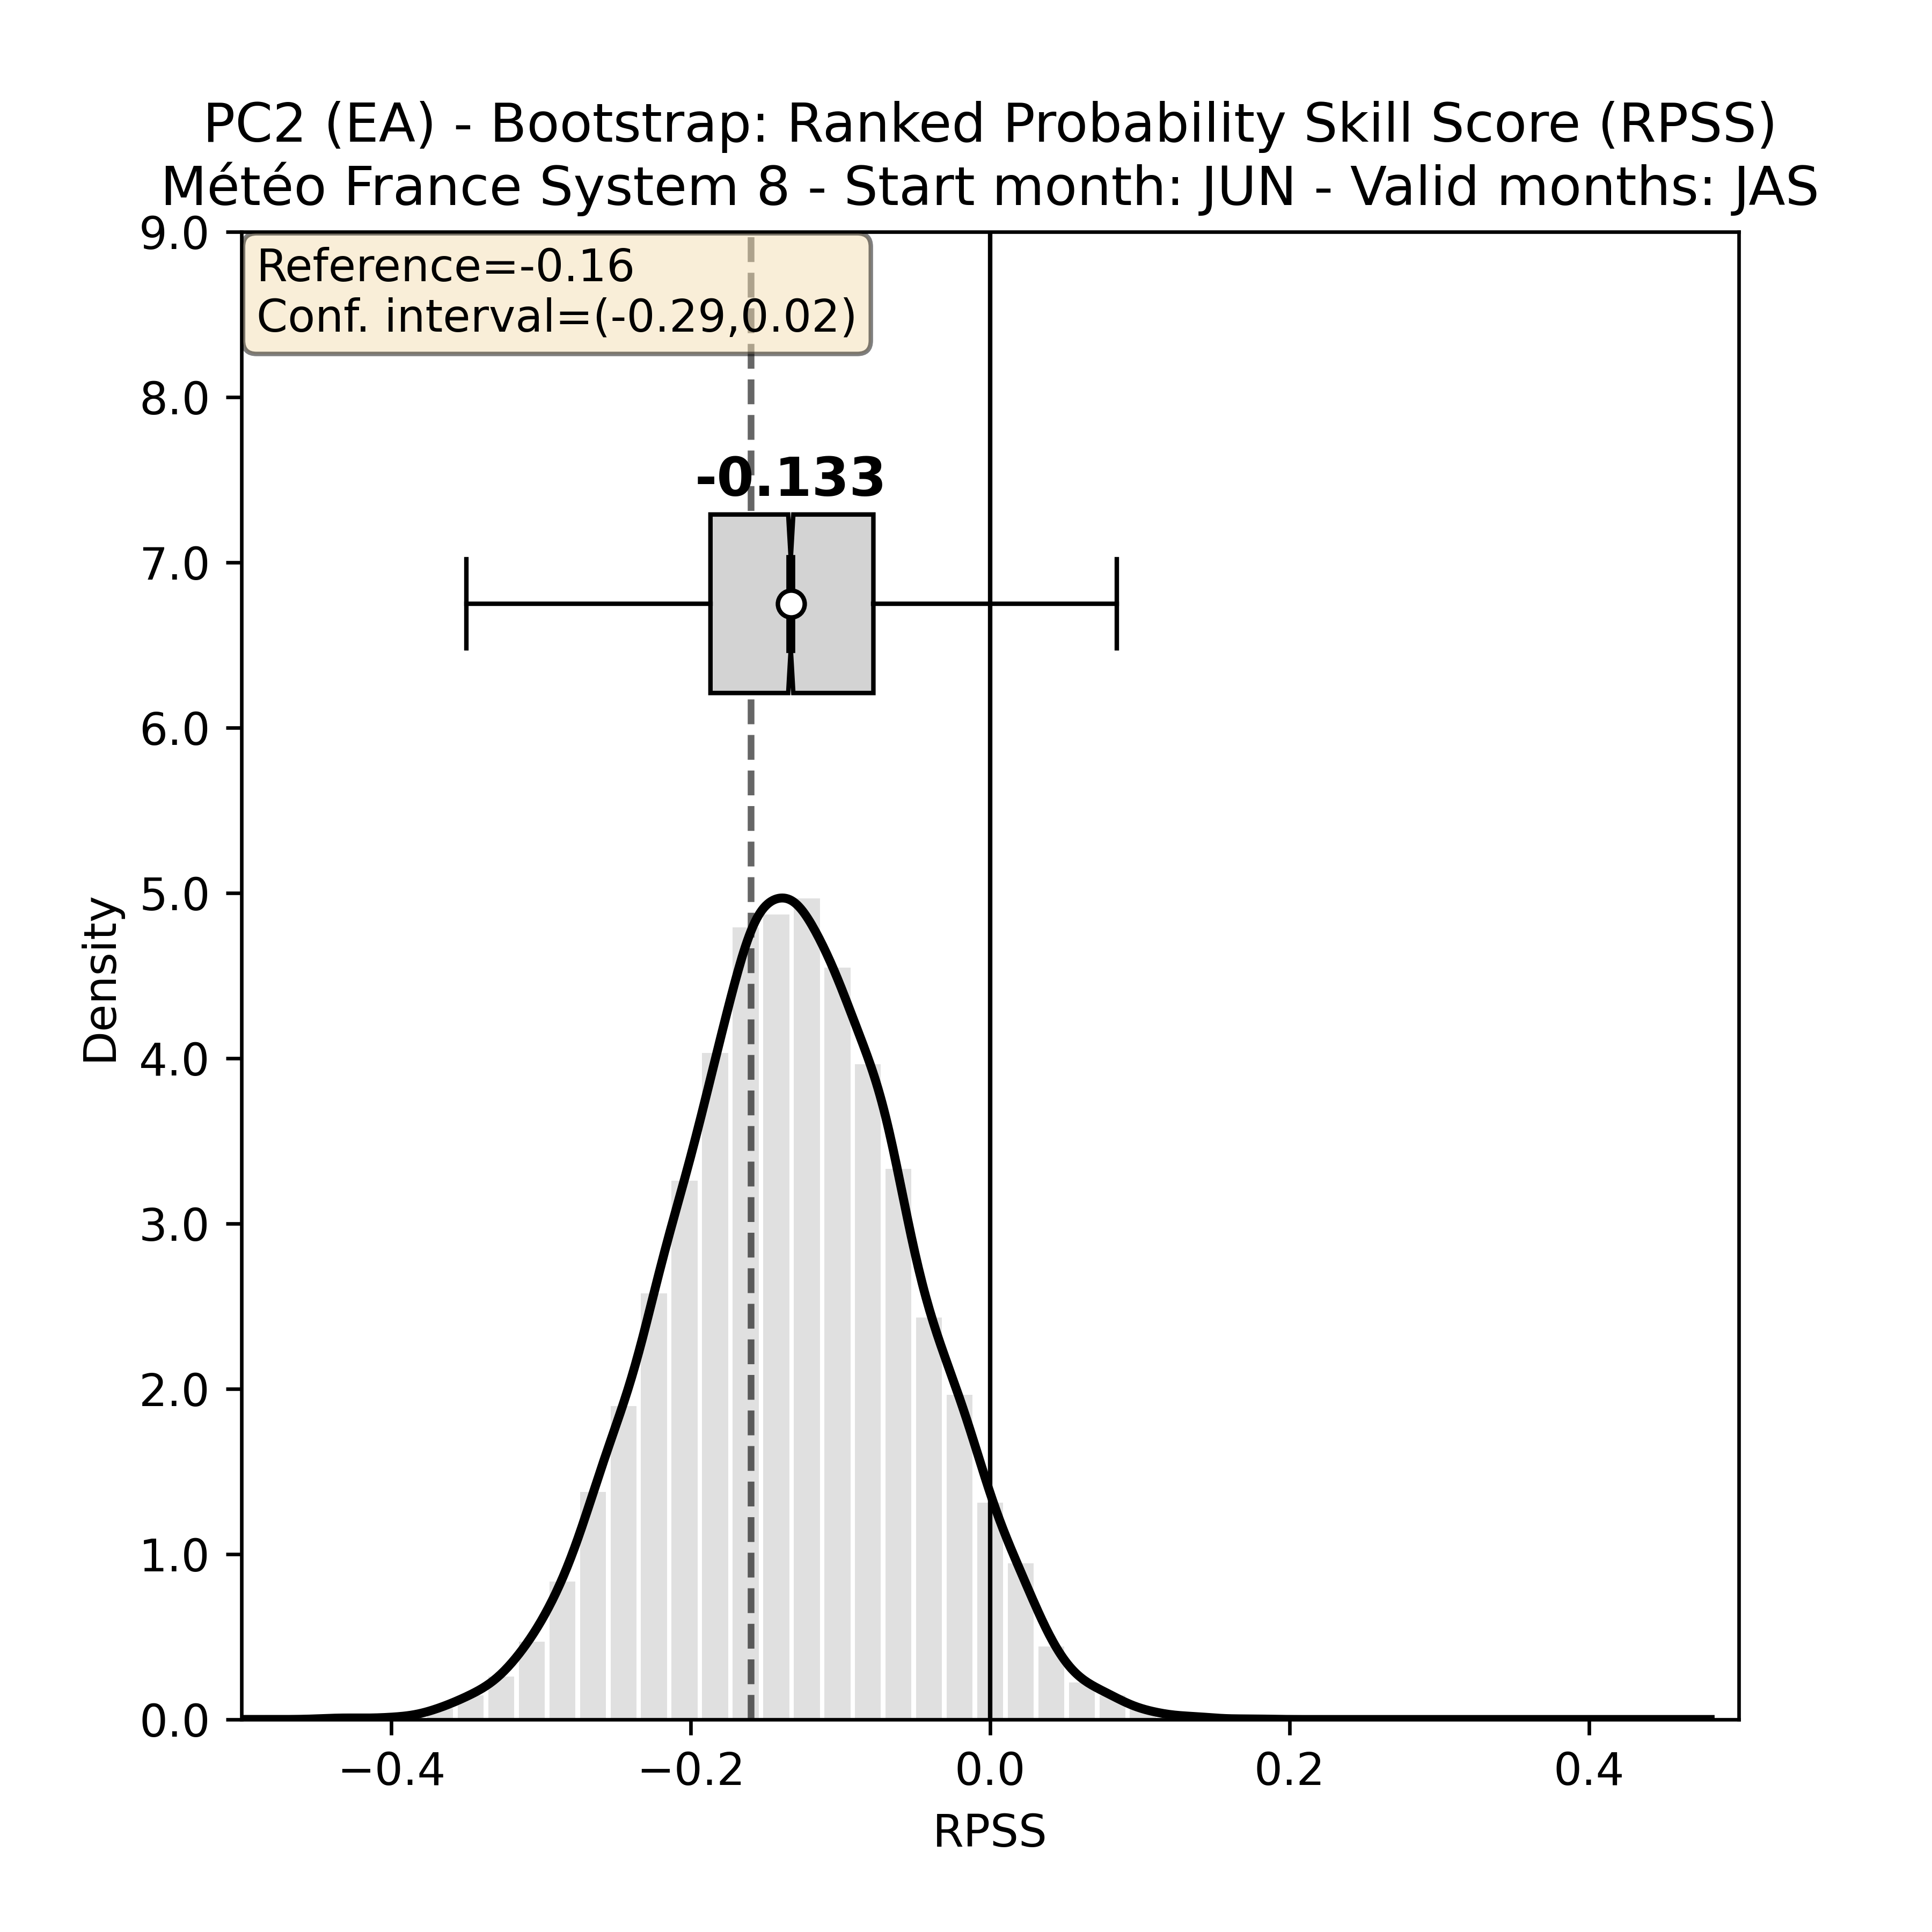 PC2 (EA) - Bootstrap: Ranked Probability Skill Score (RPSS)
Météo France System 8 - Start month: JUN - Valid months: JAS
Reference=-0.16
Conf. interval=(-0.29,0.02)
-0.133
9.0
8.0
7.0
6.0
5.0
4.0
3.0
2.0
1.0
0.0
Density
−0.4
−0.2
0.0
0.2
0.4
RPSS